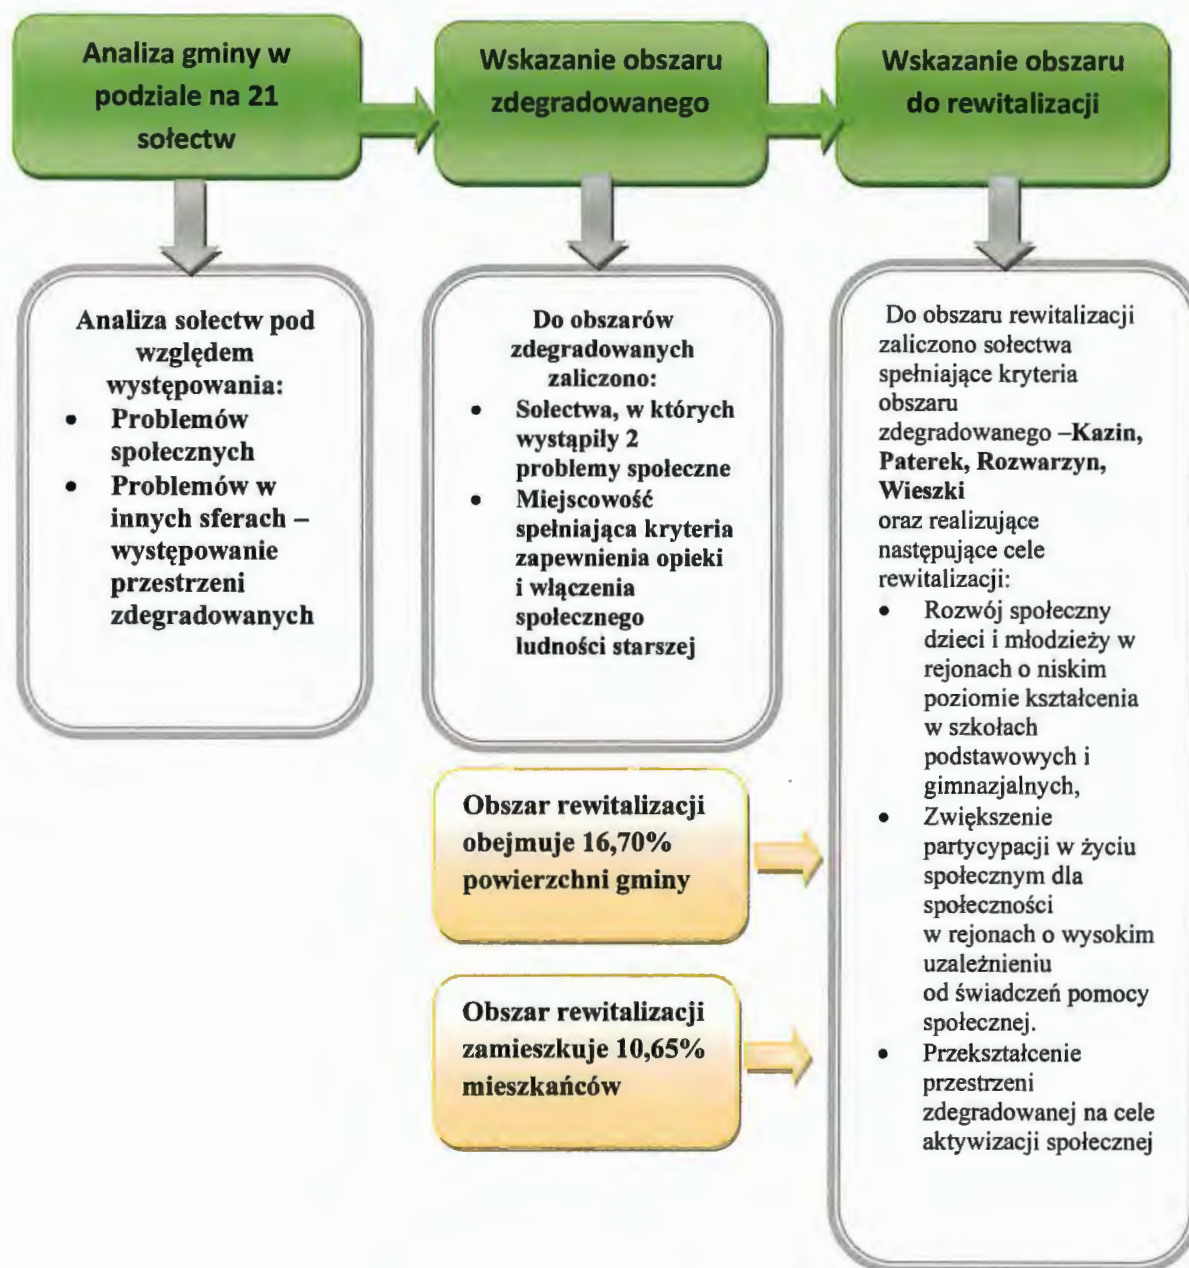 Analiza gminy w
podziale na 21
sołectw
Wskazanie obszaru
zdegradowanego
Wskazanie obszaru
do rewitalizacji
Analiza sołectw pod
względem
występowania:
• Problemów
społecznych
• Problemów w
innych sferach –
występowanie
przestrzeni
zdegradowanych
Do obszarów
zdegradowanych
zaliczono:
• Sołectwa, w których
wystąpiły 2
problemy społeczne
• Miejscowość
spełniająca kryteria
zapewnienia opieki
i włączenia
społecznego
ludności starszej
Obszar rewitalizacji
obejmuje 16,70%
powierzchni gminy
Obszar rewitalizacji
zamieszkuje 10,65%
mieszkańców
Do obszaru rewitalizacji
zaliczono sołectwa
spełniające kryteria
obszaru
zdegradowanego –Kazin,
Paterek, Rozwarzyn,
Wieszki
oraz realizujące
następujące cele
rewitalizacji:
• Rozwój społeczny
dzieci i młodzieży w
rejonach o niskim
poziomie kształcenia
w szkołach
podstawowych i
gimnazjalnych,
• Zwiększenie
partycypacji w życiu
społecznym dla
społeczności
w rejonach o wysokim
uzależnieniu
od świadczeń pomocy
społecznej.
• Przekształcenie
przestrzeni
zdegradowanej na cele
aktywizacji społecznej